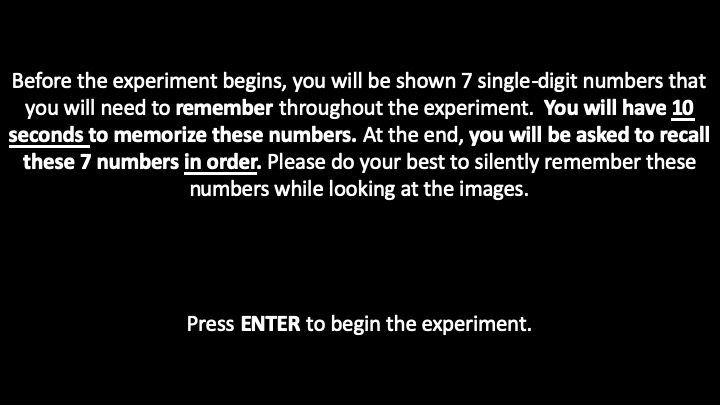 Before the experiment begins, you will be shown 7 single-digit numbers that
you will need to remember throughout the experiment.  You will have 10
seconds to memorize these numbers. At the end, you will be asked to recall
these 7 numbers in order. Please do your best to silently remember these
numbers while looking at the images.
Press ENTER to begin the experiment.